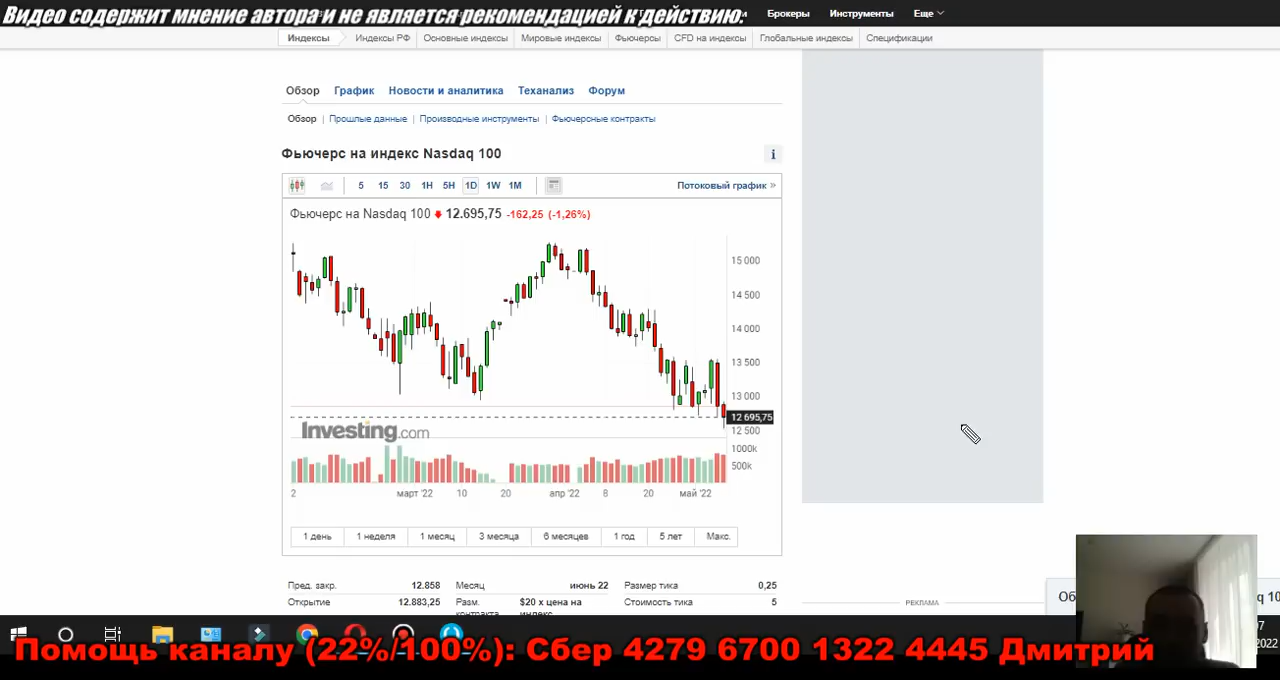 Видео содержит мнение автора и не является рекомендацией к действию.
Брокеры Инструменты Еще
Индексы Индексы РФ Основные индексы Мировые индексы Фьючерсы CFD на индексы Глобальные индексы Спецификации
Обзор График Новости и аналитика Теханализ Форум
Обзор | Прошлые данные | Производные инструменты | Фьючерсные контракты
Фьючерс на индекс Nasdaq 100
5 15 30 1H 5H 1D 1W 1M Потоковый график »
Фьючерс на Nasdaq 100 12.695,75 -162,25 (-1,26%)
15 000
14 500
14 000
13 500
13 000
12 695,75
12 500
Investing.com
1000k
500k
2 март '22 10 20 апр '22 8 20 май '22
1 день 1 неделя 1 месяц 3 месяца 6 месяцев 1 год 5 лет Макс.
Пред. закр. 12.858 Месяц июнь 22 Размер тика 0,25
Открытие 12.883,25 Разм. контракта $20 x цена на индекс Стоимость тика 5
РЕКЛАМА
Помощь каналу (22%/100%): Сбер 4279 6700 1322 4445 Дмитрий